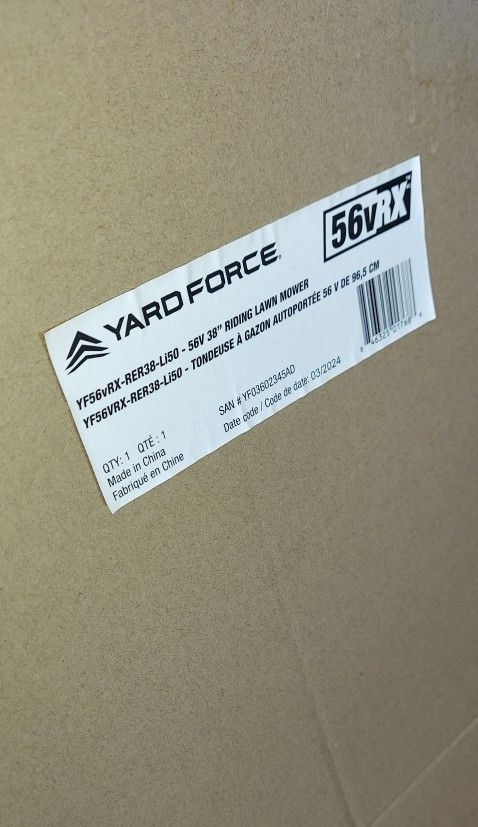 YARD FORCE®
56VRX™
YF56vRX-RER38-Li50 - 56V 38" RIDING LAWN MOWER
YF56VRX-RER38-Li50 - TONDEUSE À GAZON AUTOPORTÉE 56 V DE 96,5 CM
QTY: 1 QTÉ : 1
Made in China
Fabriqué en Chine
SAN # YF03602345AD
Date code / Code de date: 03/2024